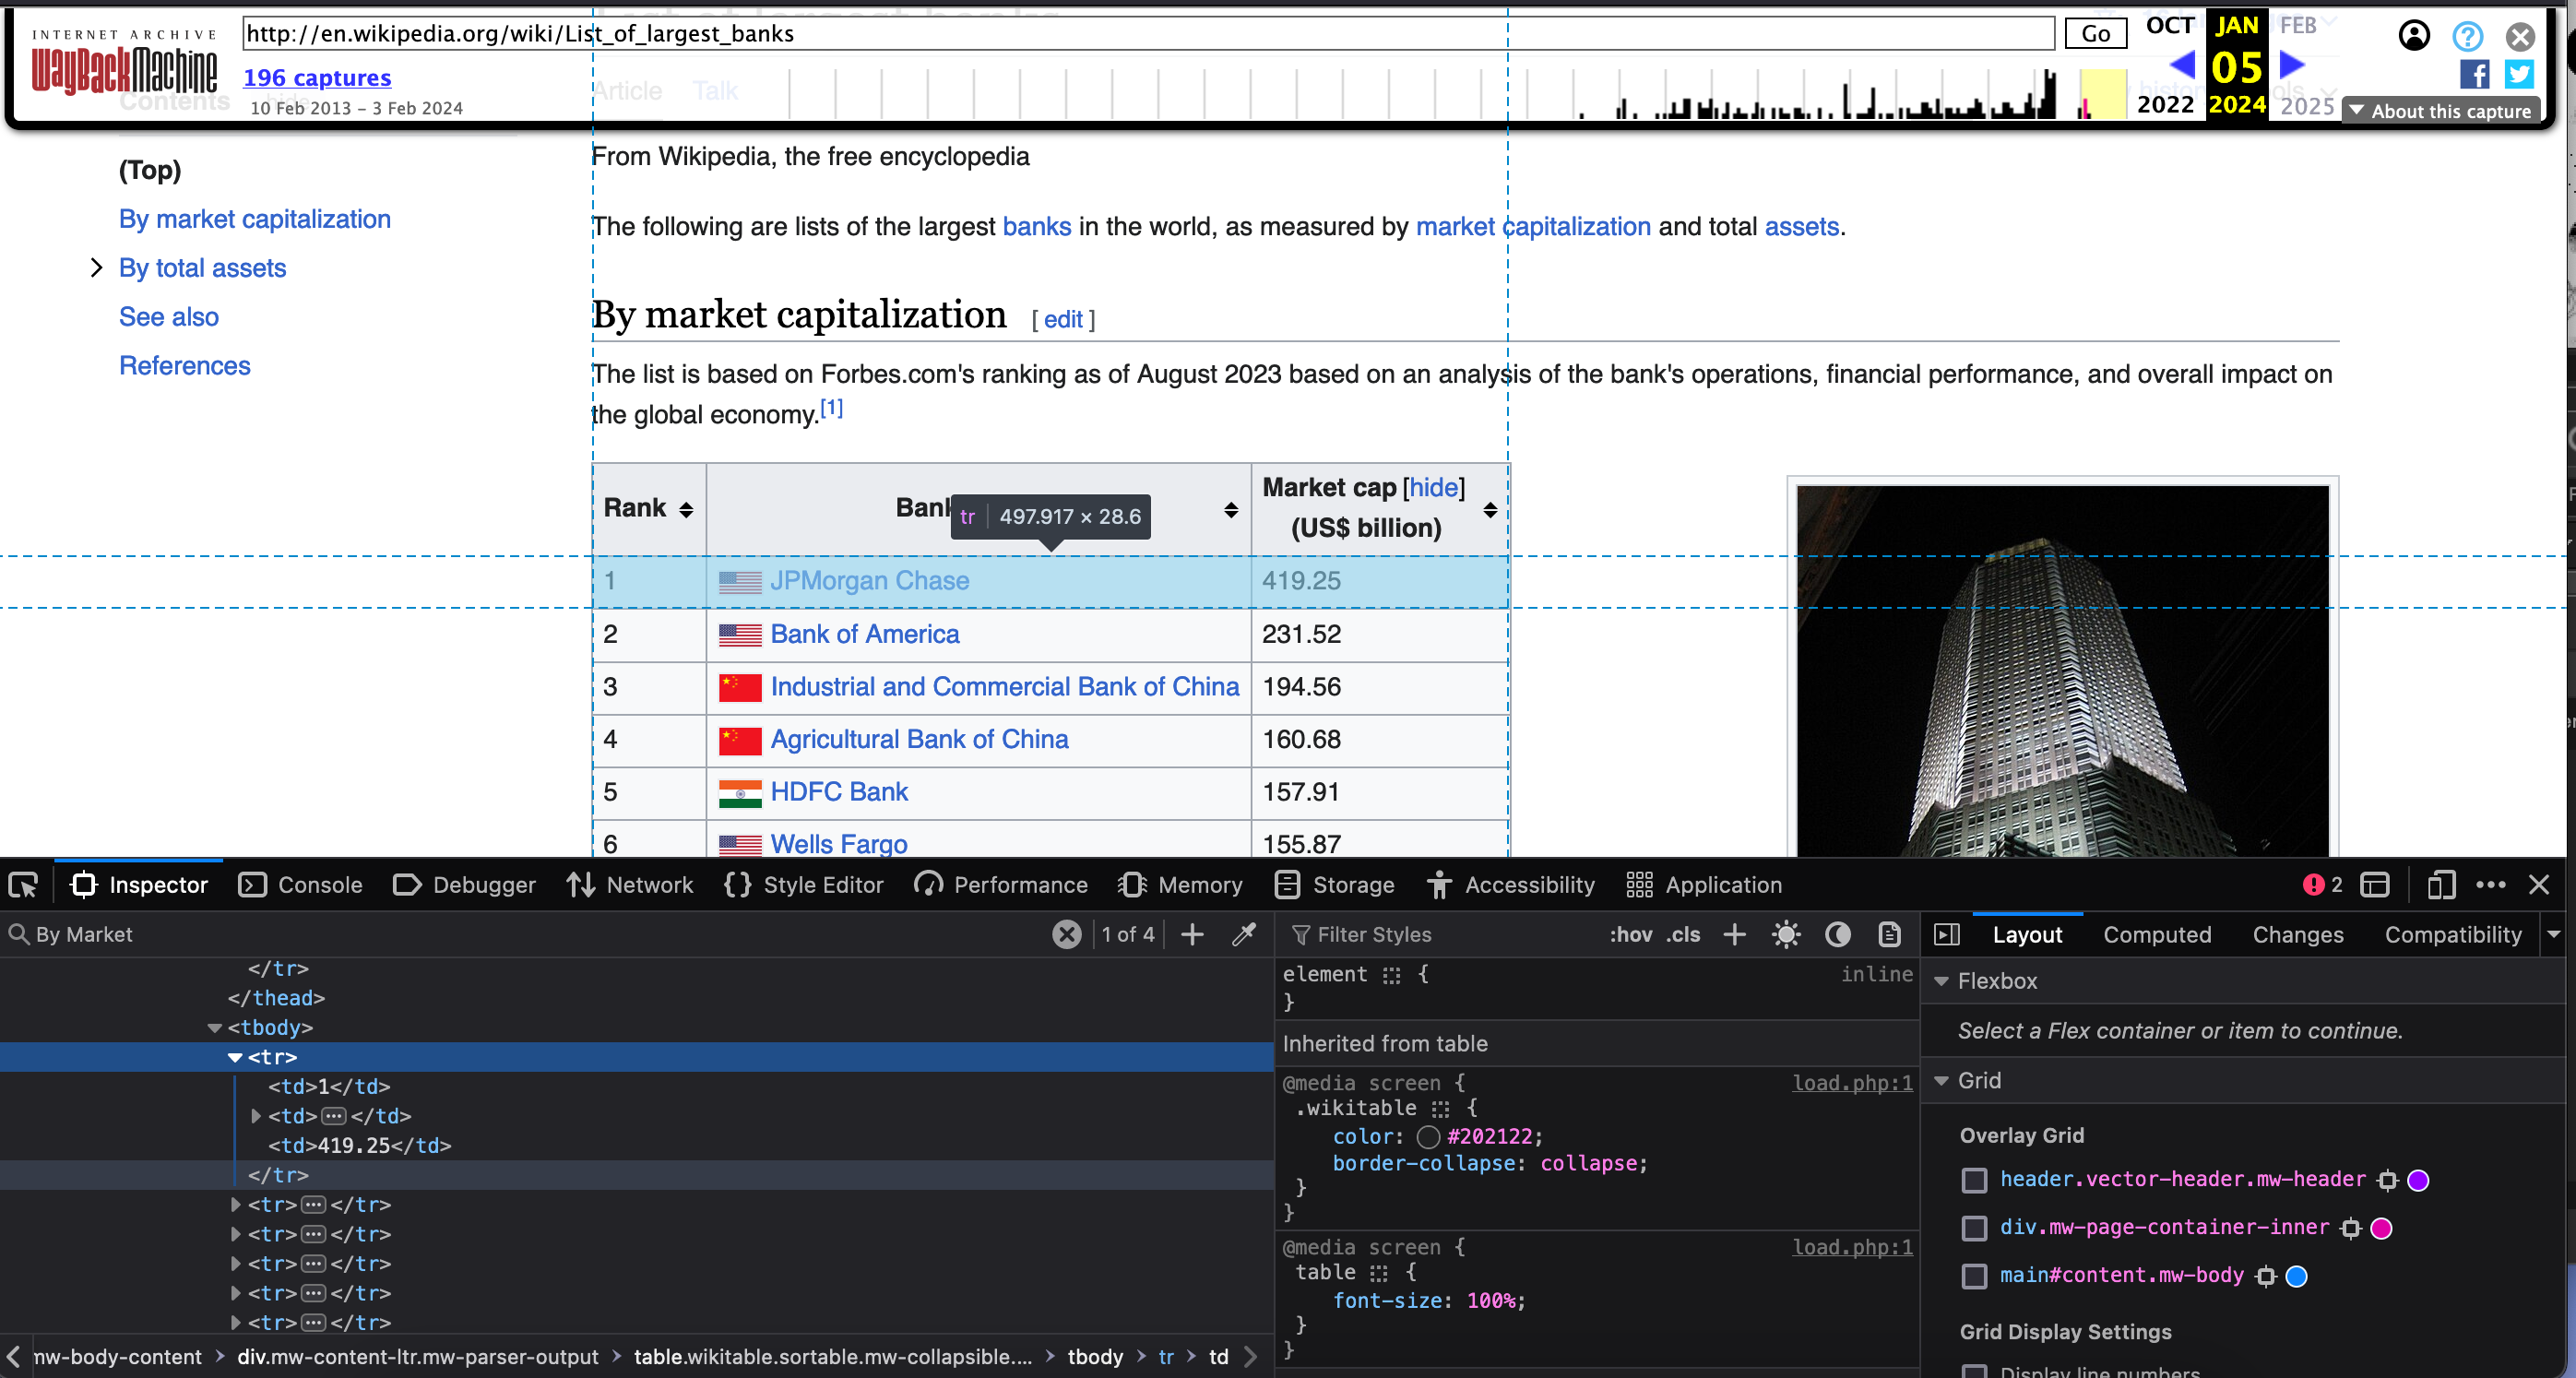 INTERNET ARCHIVE
WayBackMachine
http://en.wikipedia.org/wiki/List_of_largest_banks
Go
OCT JAN FEB
196 captures
10 Feb 2013 – 3 Feb 2024
05
2022 2024 2025
About this capture
Contents hide
Article Talk
(Top)
By market capitalization
By total assets
See also
References
From Wikipedia, the free encyclopedia
The following are lists of the largest banks in the world, as measured by market capitalization and total assets.
By market capitalization [ edit ]
The list is based on Forbes.com's ranking as of August 2023 based on an analysis of the bank's operations, financial performance, and overall impact on
the global economy.[1]
Rank Bank Market cap [hide]
(US$ billion)
tr 497.917 × 28.6
1 JPMorgan Chase 419.25
2 Bank of America 231.52
3 Industrial and Commercial Bank of China 194.56
4 Agricultural Bank of China 160.68
5 HDFC Bank 157.91
6 Wells Fargo 155.87
Inspector Console Debugger Network Style Editor Performance Memory Storage Accessibility Application 2
By Market 1 of 4
</tr>
</thead>
<tbody>
<tr>
<td>1</td>
<td>···</td>
<td>419.25</td>
</tr>
<tr>···</tr>
<tr>···</tr>
<tr>···</tr>
<tr>···</tr>
<tr>···</tr>
mw-body-content div.mw-content-ltr.mw-parser-output table.wikitable.sortable.mw-collapsible.... tbody tr td
Filter Styles :hov .cls
element { inline
}
Inherited from table
@media screen { load.php:1
.wikitable {
color: #202122;
border-collapse: collapse;
}
}
@media screen { load.php:1
table {
font-size: 100%;
}
}
Layout Computed Changes Compatibility
Flexbox
Select a Flex container or item to continue.
Grid
Overlay Grid
header.vector-header.mw-header
div.mw-page-container-inner
main#content.mw-body
Grid Display Settings
Display line numbers